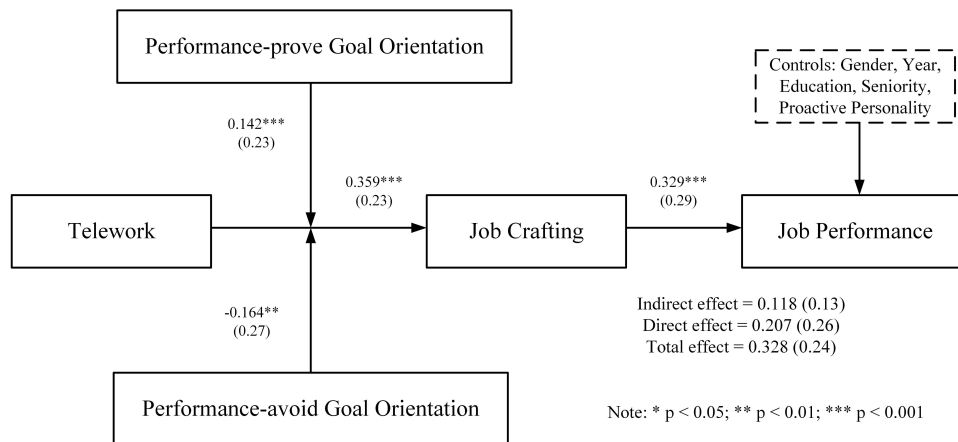 Performance-prove Goal Orientation
Controls: Gender, Year,
Education, Seniority,
Proactive Personality
0.142***
(0.23)
0.359***
(0.23)
0.329***
(0.29)
Telework
Job Crafting
Job Performance
-0.164**
(0.27)
Indirect effect = 0.118 (0.13)
Direct effect = 0.207 (0.26)
Total effect = 0.328 (0.24)
Performance-avoid Goal Orientation
Note: * p < 0.05; ** p < 0.01; *** p < 0.001